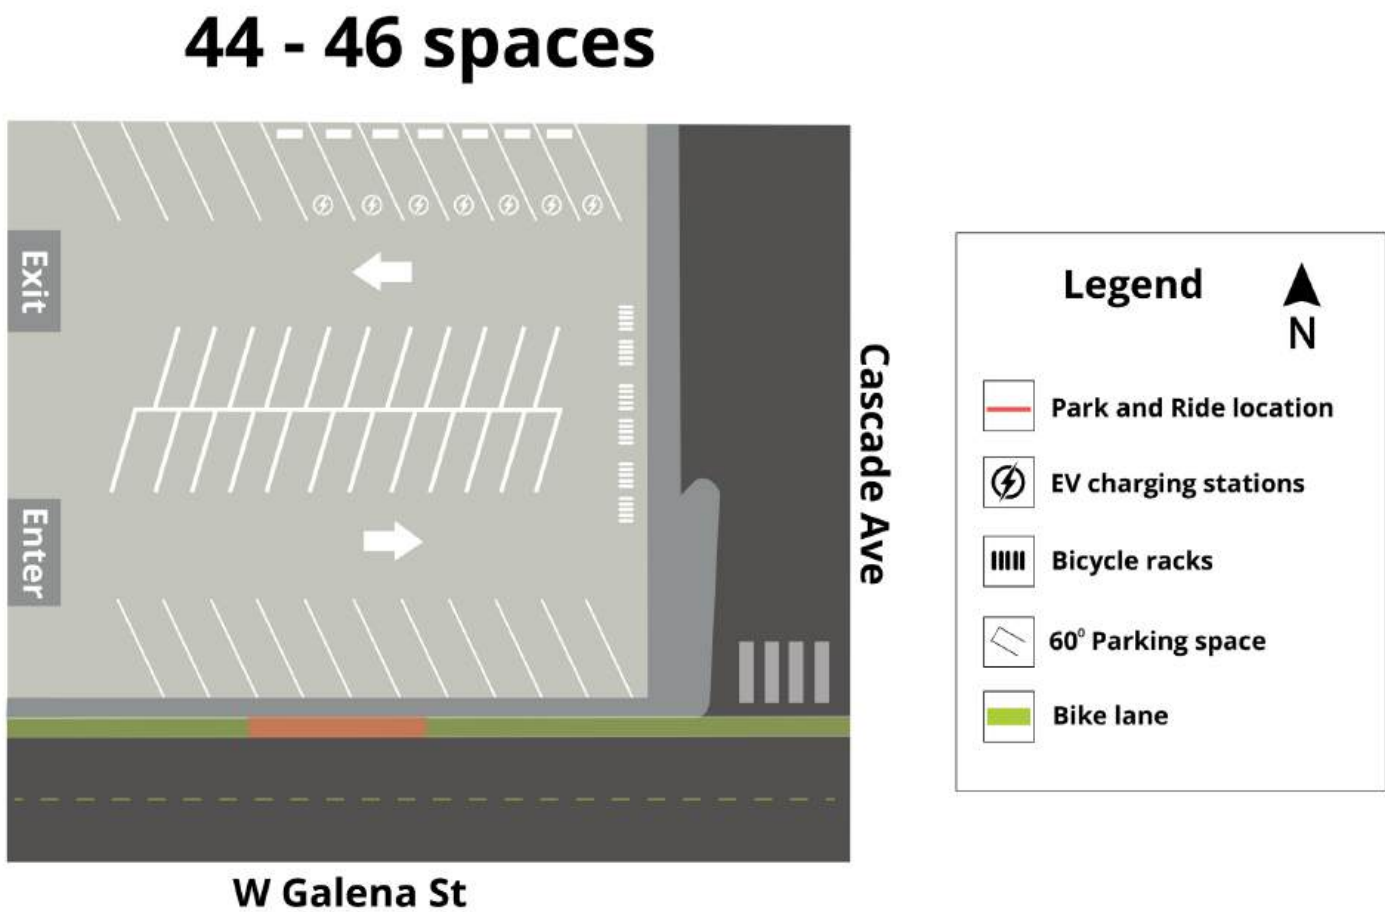 44 - 46 spaces
Exit
Enter
Cascade Ave
W Galena St
Legend
N
Park and Ride location
EV charging stations
Bicycle racks
60° Parking space
Bike lane